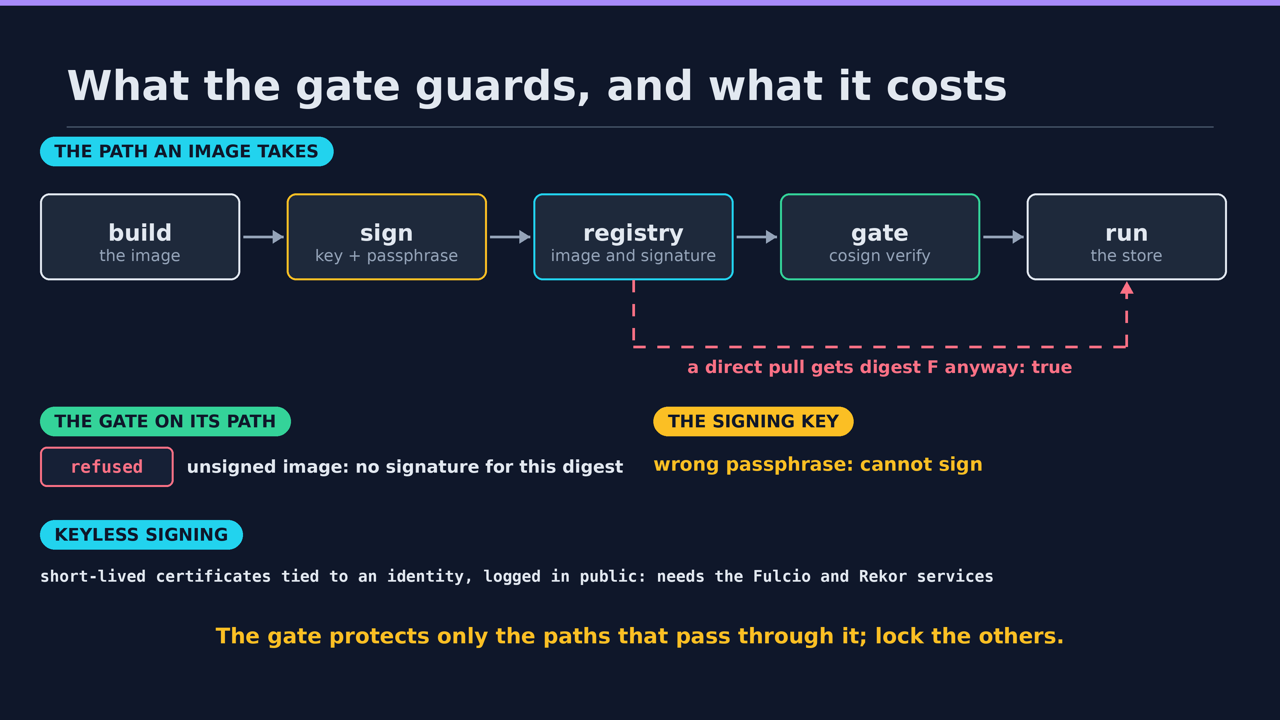 What the gate guards, and what it costs
THE PATH AN IMAGE TAKES
build
the image
sign
key + passphrase
registry
image and signature
gate
cosign verify
run
the store
a direct pull gets digest F anyway: true
THE GATE ON ITS PATH
refused
unsigned image: no signature for this digest
THE SIGNING KEY
wrong passphrase: cannot sign
KEYLESS SIGNING
short-lived certificates tied to an identity, logged in public: needs the Fulcio and Rekor services
The gate protects only the paths that pass through it; lock the others.